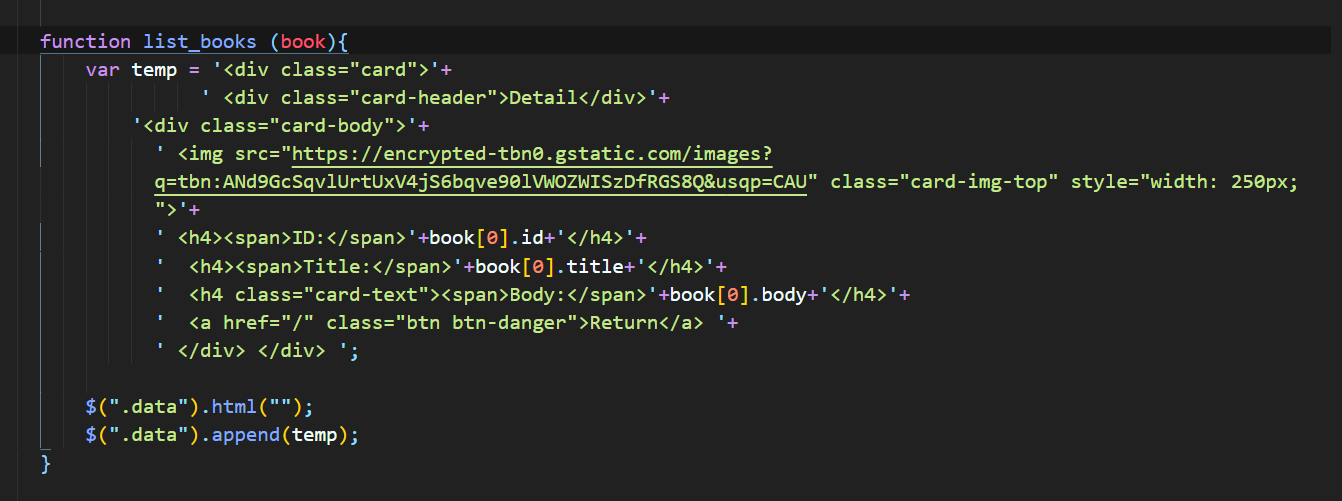 function list_books (book){
var temp = '<div class="card">'+
' <div class="card-header">Detail</div>'+
'<div class="card-body">'+
' <img src="https://encrypted-tbn0.gstatic.com/images?
q=tbn:ANd9GcSqvlUrtUxV4jS6bqve90lVWOZWISzDfRGS8Q&usqp=CAU" class="card-img-top" style="width: 250px;
">'+
' <h4><span>ID:</span>'+book[0].id+'</h4>'+
'  <h4><span>Title:</span>'+book[0].title+'</h4>'+
'  <h4 class="card-text"><span>Body:</span>'+book[0].body+'</h4>'+
'  <a href="/" class="btn btn-danger">Return</a> '+
' </div> </div> ';
$(".data").html("");
$(".data").append(temp);
}